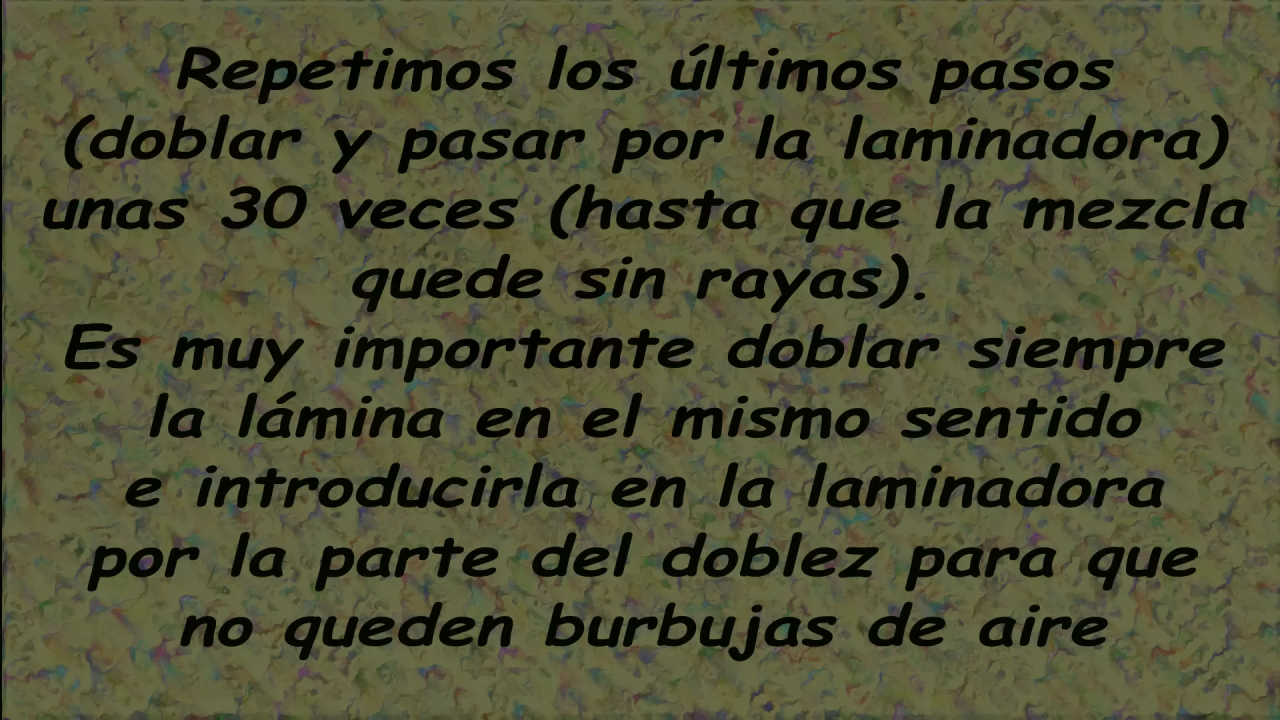 Repetimos los últimos pasos
(doblar y pasar por la laminadora)
unas 30 veces (hasta que la mezcla
quede sin rayas).
Es muy importante doblar siempre
la lámina en el mismo sentido
e introducirla en la laminadora
por la parte del doblez para que
no queden burbujas de aire